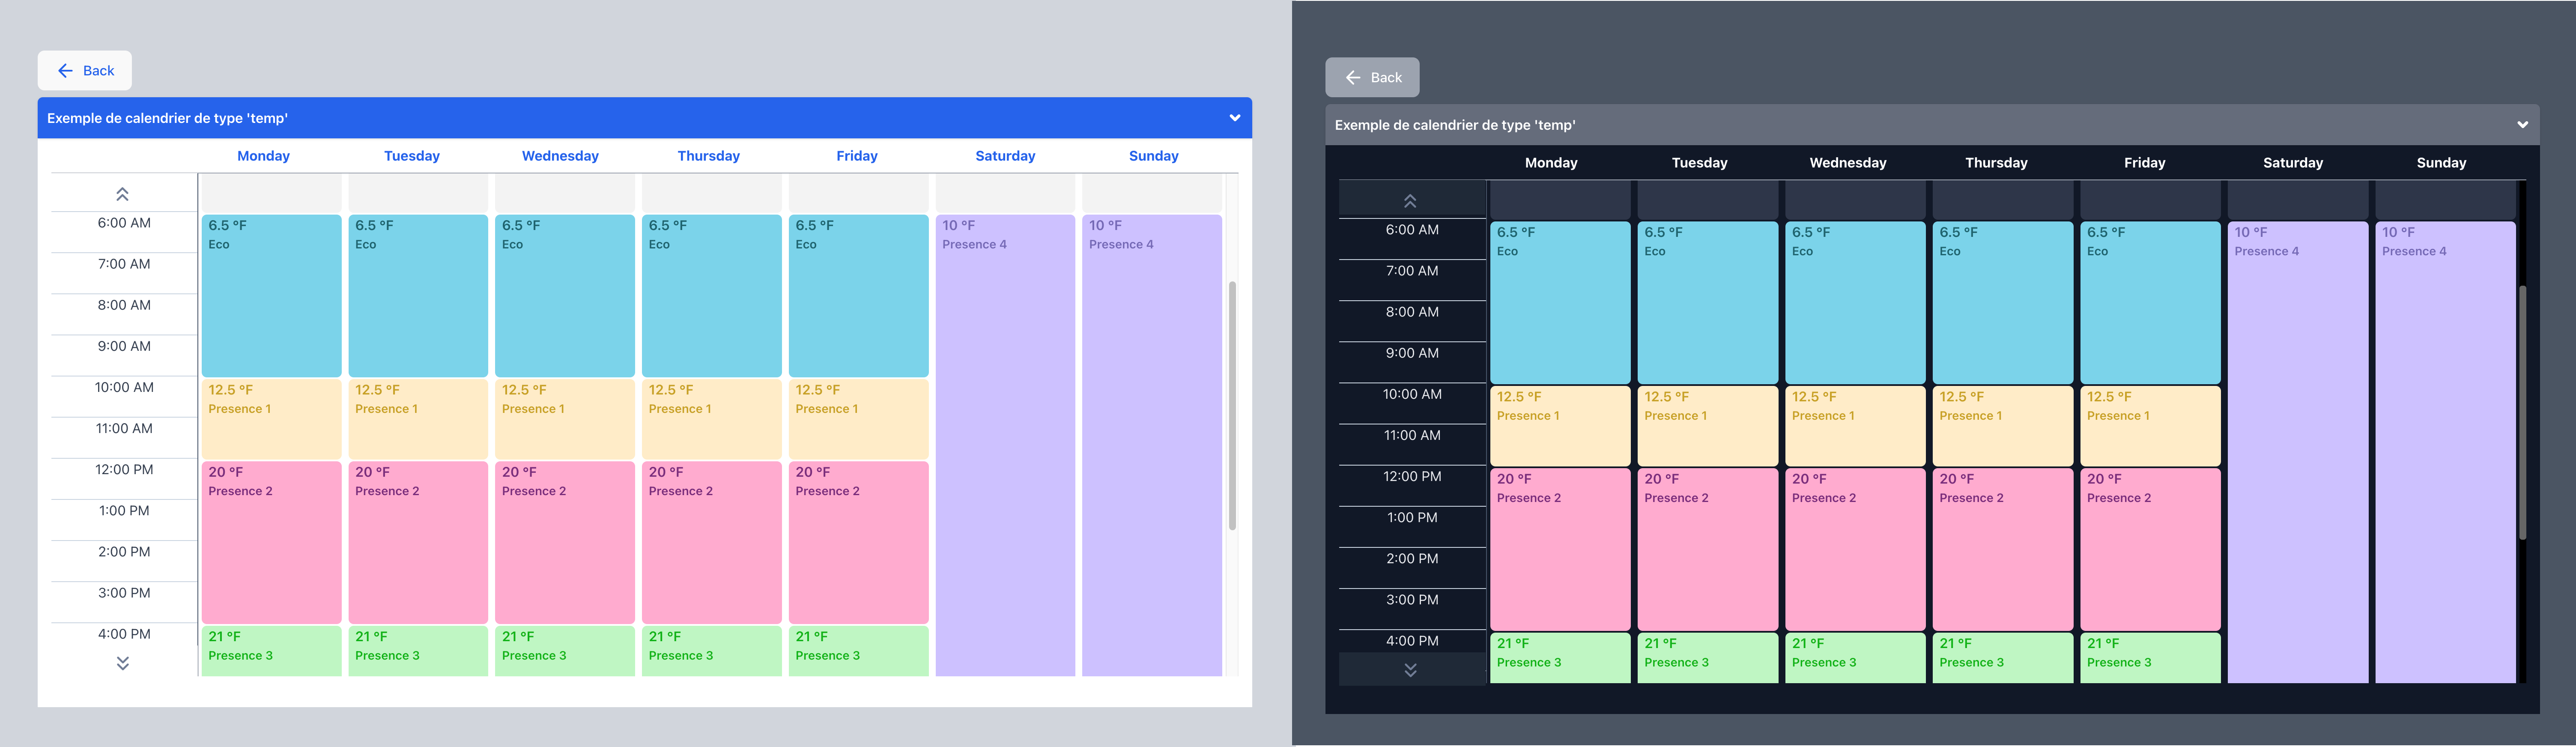 Back
Exemple de calendrier de type 'temp'
Monday Tuesday Wednesday Thursday Friday Saturday Sunday
6:00 AM 6.5 °F 6.5 °F 6.5 °F 6.5 °F 6.5 °F 10 °F 10 °F
Eco Eco Eco Eco Eco Presence 4 Presence 4
7:00 AM
8:00 AM
9:00 AM
10:00 AM 12.5 °F 12.5 °F 12.5 °F 12.5 °F 12.5 °F
Presence 1 Presence 1 Presence 1 Presence 1 Presence 1
11:00 AM
12:00 PM 20 °F 20 °F 20 °F 20 °F 20 °F
Presence 2 Presence 2 Presence 2 Presence 2 Presence 2
1:00 PM
2:00 PM
3:00 PM
4:00 PM 21 °F 21 °F 21 °F 21 °F 21 °F
Presence 3 Presence 3 Presence 3 Presence 3 Presence 3
Back
Exemple de calendrier de type 'temp'
Monday Tuesday Wednesday Thursday Friday Saturday Sunday
6:00 AM 6.5 °F 6.5 °F 6.5 °F 6.5 °F 6.5 °F 10 °F 10 °F
Eco Eco Eco Eco Eco Presence 4 Presence 4
7:00 AM
8:00 AM
9:00 AM
10:00 AM 12.5 °F 12.5 °F 12.5 °F 12.5 °F 12.5 °F
Presence 1 Presence 1 Presence 1 Presence 1 Presence 1
11:00 AM
12:00 PM 20 °F 20 °F 20 °F 20 °F 20 °F
Presence 2 Presence 2 Presence 2 Presence 2 Presence 2
1:00 PM
2:00 PM
3:00 PM
4:00 PM 21 °F 21 °F 21 °F 21 °F 21 °F
Presence 3 Presence 3 Presence 3 Presence 3 Presence 3